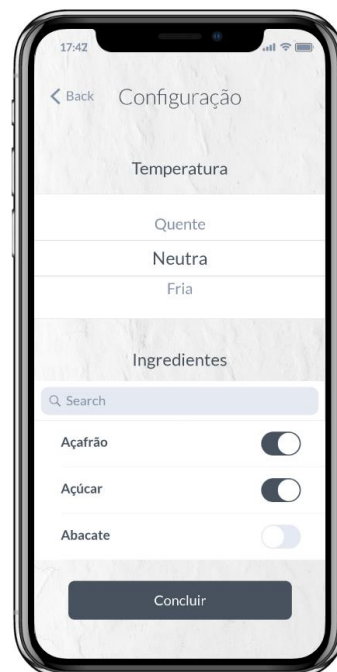 17:42
Back Configuração
Temperatura
Quente
Neutra
Fria
Ingredientes
Search
Açafrão
Açúcar
Abacate
Concluir